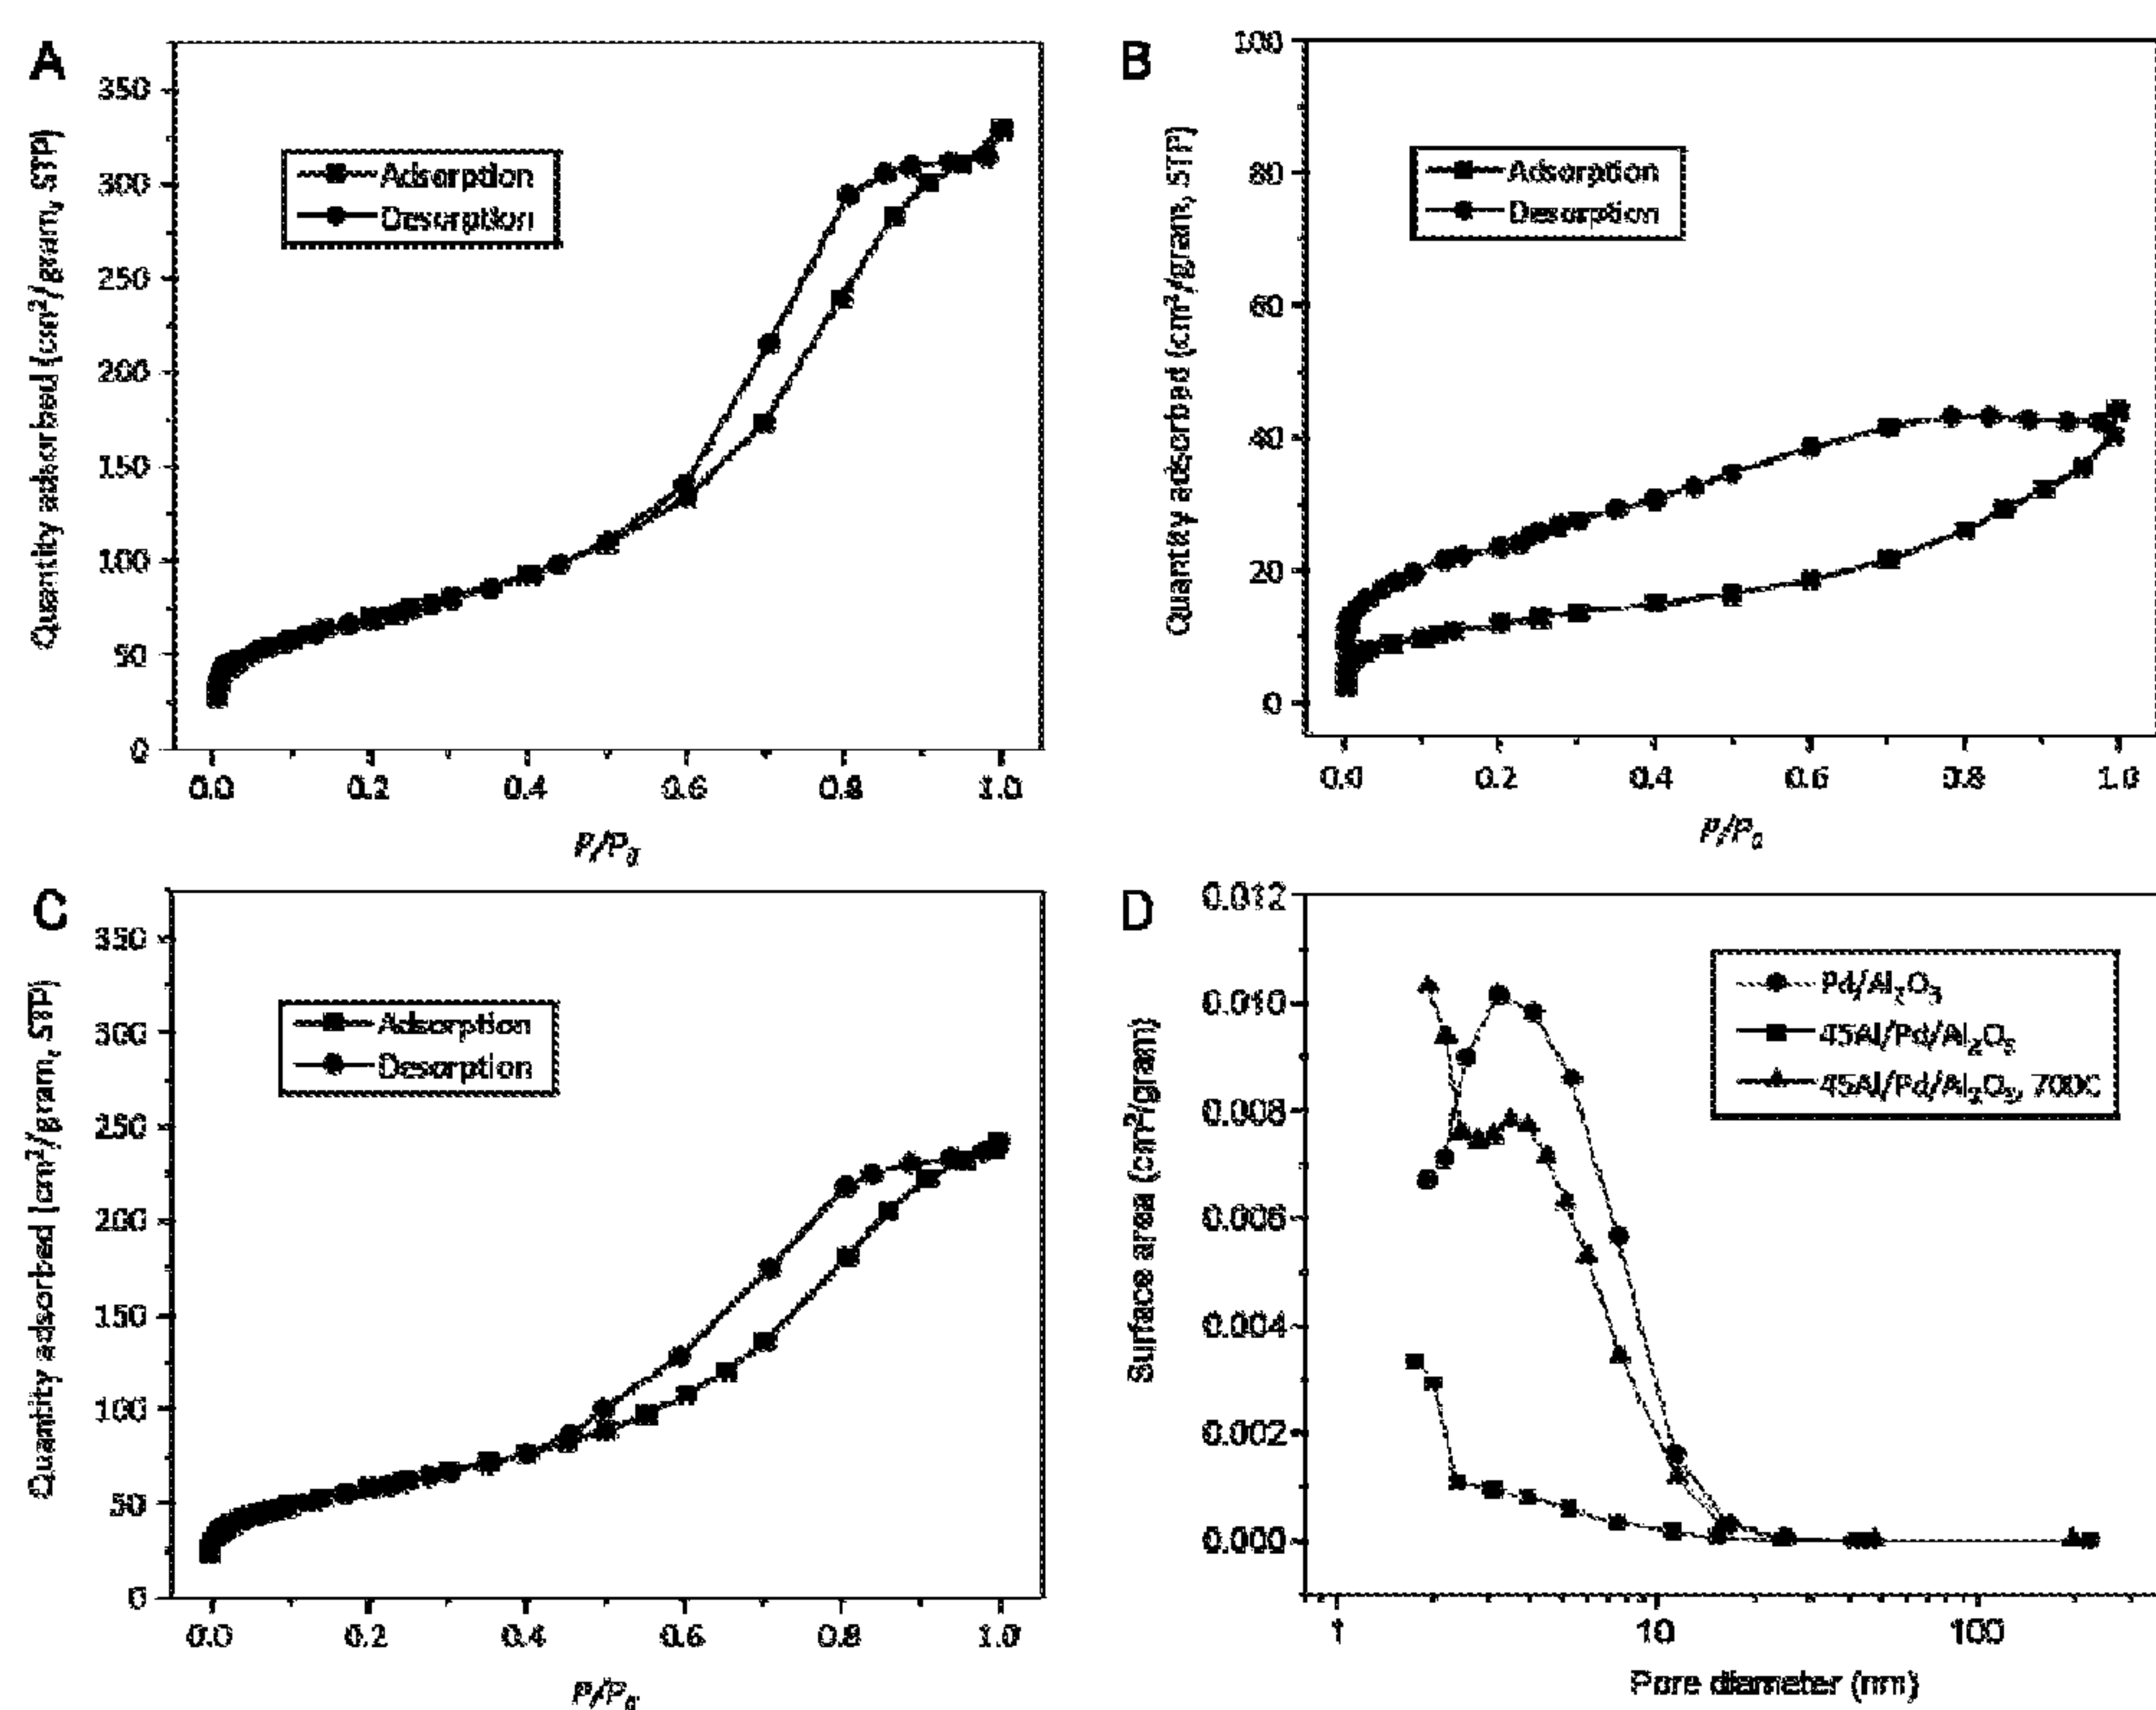 A
Quantity adsorbed (cm²/gram, STP)
350
300
250
200
150
100
50
0
Adsorption
Desorption
0.0 0.2 0.4 0.6 0.8 1.0
P/P₀
B
Quantity adsorbed (cm²/gram, STP)
100
80
60
40
20
0
Adsorption
Desorption
0.0 0.2 0.4 0.6 0.8 1.0
P/P₀
C
Quantity adsorbed (cm²/gram, STP)
350
300
250
200
150
100
50
0
Adsorption
Desorption
0.0 0.2 0.4 0.6 0.8 1.0
P/P₀
D
Surface area (cm²/gram)
0.012
0.010
0.008
0.006
0.004
0.002
0.000
Pd/Al₂O₃
45Al/Pd/Al₂O₃
45Al/Pd/Al₂O₃, 700C
1 10 100
Pore diameter (nm)